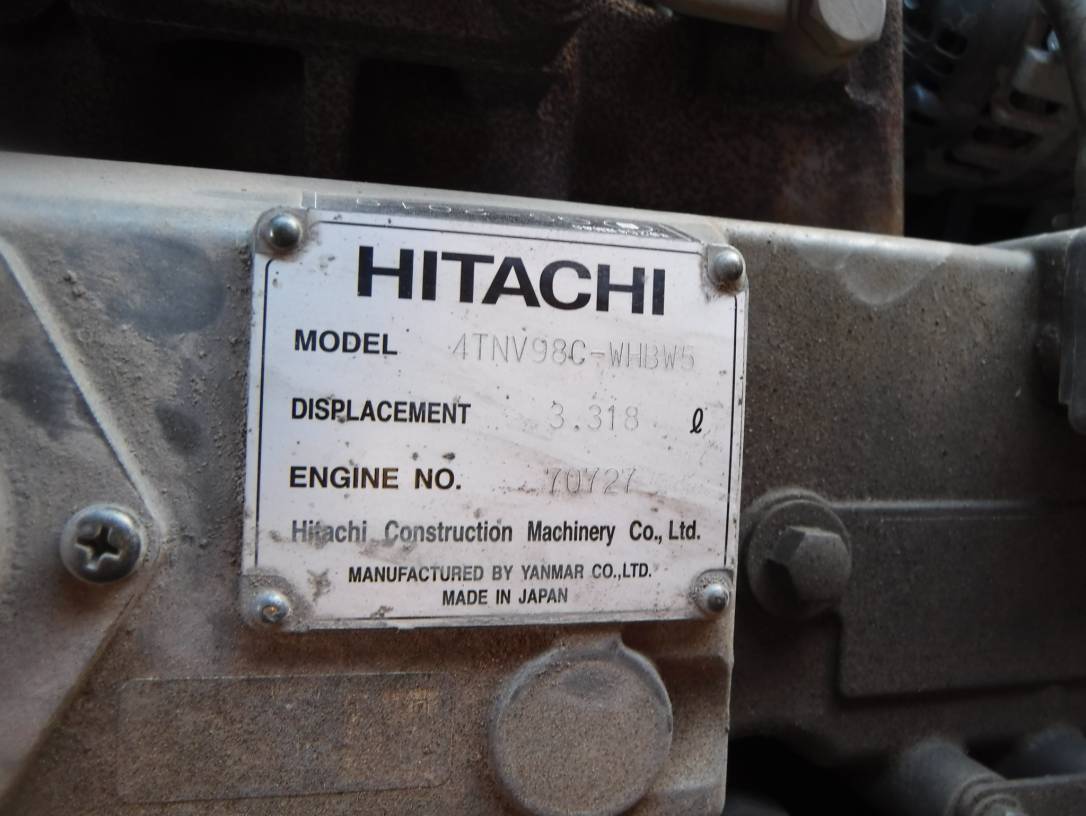 HITACHI
MODEL 4TNV98C-WHBW5
DISPLACEMENT 3.318 ℓ
ENGINE NO. 70727
Hitachi Construction Machinery Co., Ltd.
MANUFACTURED BY YANMAR CO.,LTD.
MADE IN JAPAN